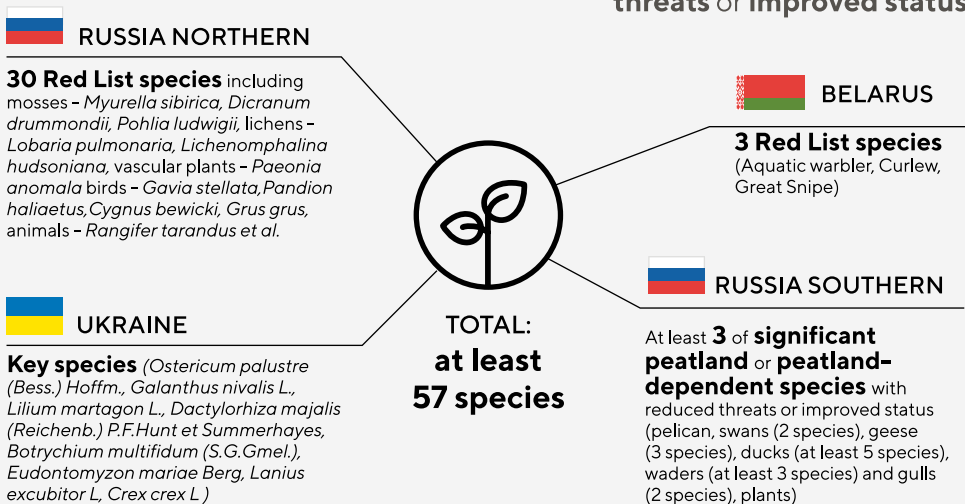 threats or improved status
RUSSIA NORTHERN
30 Red List species including
mosses – Myurella sibirica, Dicranum
drummondii, Pohlia ludwigii, lichens –
Lobaria pulmonaria, Lichenomphalina
hudsoniana, vascular plants – Paeonia
anomala birds – Gavia stellata,Pandion
haliaetus,Cygnus bewicki, Grus grus,
animals – Rangifer tarandus et al.
BELARUS
3 Red List species
(Aquatic warbler, Curlew,
Great Snipe)
UKRAINE
Key species (Ostericum palustre
(Bess.) Hoffm., Galanthus nivalis L.,
Lilium martagon L., Dactylorhiza majalis
(Reichenb.) P.F.Hunt et Summerhayes,
Botrychium multifidum (S.G.Gmel.),
Eudontomyzon mariae Berg, Lanius
excubitor L, Crex crex L )
TOTAL:
at least
57 species
RUSSIA SOUTHERN
At least 3 of significant
peatland or peatland-
dependent species with
reduced threats or improved status
(pelican, swans (2 species), geese
(3 species), ducks (at least 5 species),
waders (at least 3 species) and gulls
(2 species), plants)